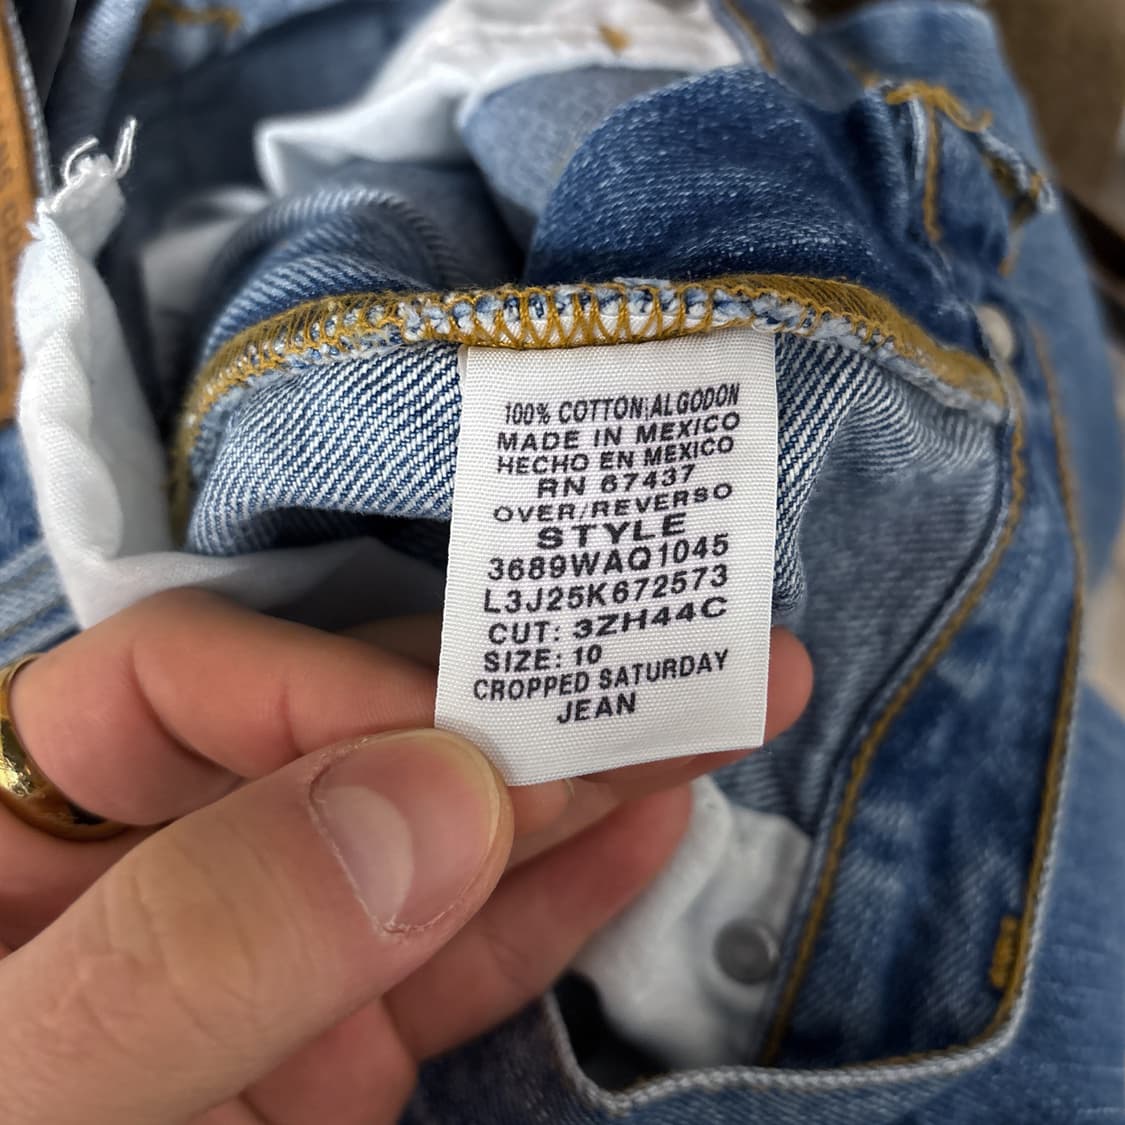 100% COTTON;ALGODON
MADE IN MEXICO
HECHO EN MEXICO
RN 67437
OVER/REVERSO
STYLE
3689WAQ1045
L3J25K672573
CUT: 3ZH44C
SIZE: 10
CROPPED SATURDAY
JEAN